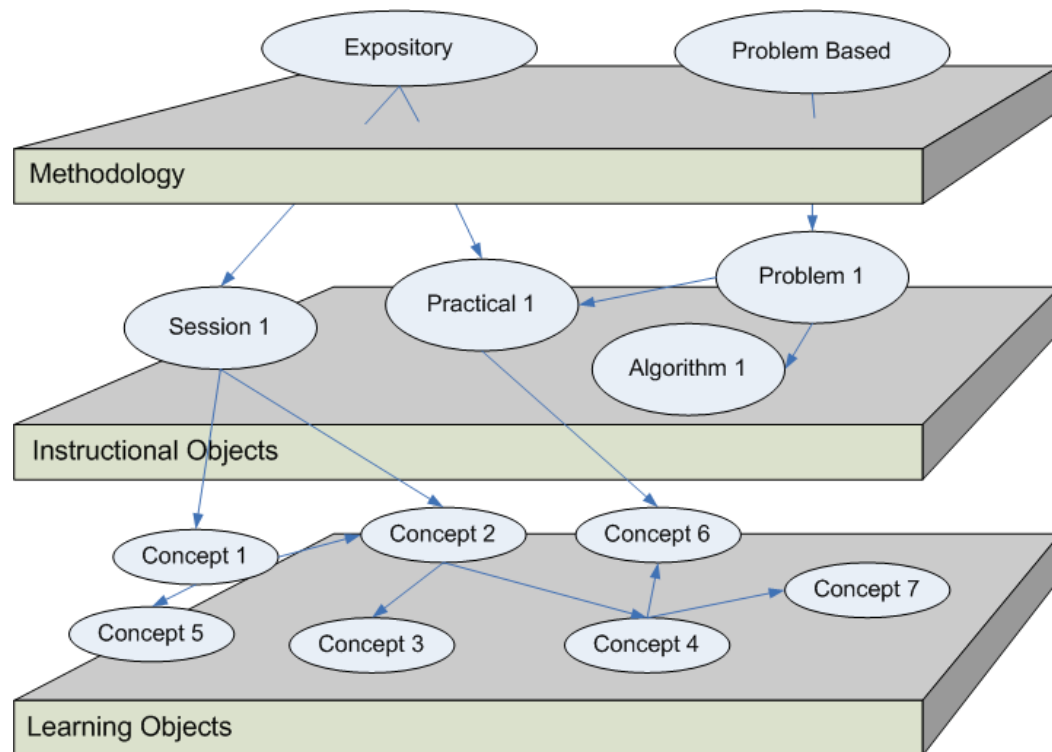 Expository
Problem Based
Methodology
Problem 1
Practical 1
Session 1
Algorithm 1
Instructional Objects
Concept 2
Concept 6
Concept 1
Concept 7
Concept 5
Concept 3
Concept 4
Learning Objects